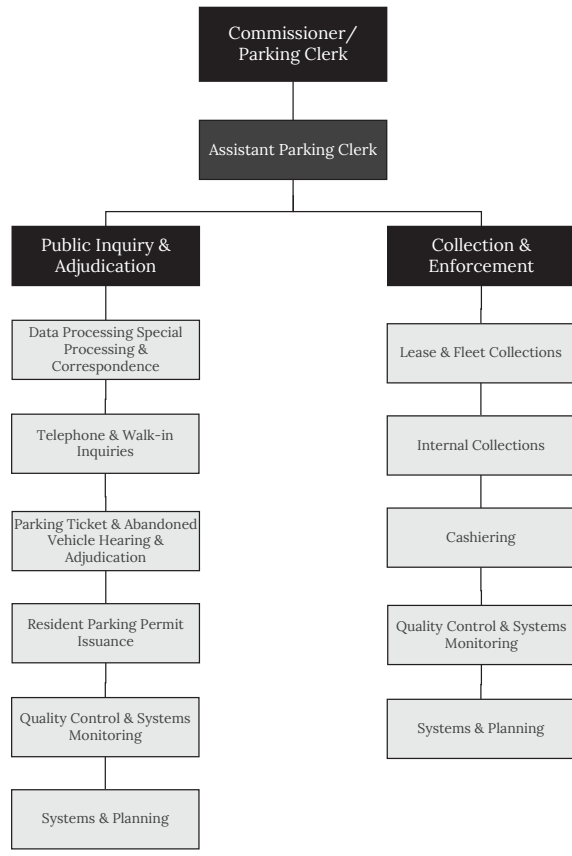 Commissioner/
Parking Clerk
Assistant Parking Clerk
Public Inquiry &
Adjudication
Data Processing Special
Processing &
Correspondence
Telephone & Walk-in
Inquiries
Parking Ticket & Abandoned
Vehicle Hearing &
Adjudication
Resident Parking Permit
Issuance
Quality Control & Systems
Monitoring
Systems & Planning
Collection &
Enforcement
Lease & Fleet Collections
Internal Collections
Cashiering
Quality Control & Systems
Monitoring
Systems & Planning